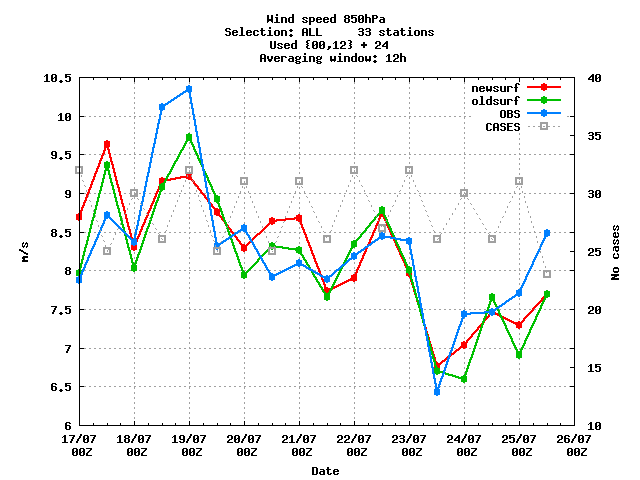 Wind speed 850hPa
Selection: ALL     33 stations
Used {00,12} + 24
Averaging window: 12h
newsurf
oldsurf
OBS
CASES
m/s
10.5
10
9.5
9
8.5
8
7.5
7
6.5
6
No cases
40
35
30
25
20
15
10
17/07 18/07 19/07 20/07 21/07 22/07 23/07 24/07 25/07 26/07
00Z 00Z 00Z 00Z 00Z 00Z 00Z 00Z 00Z 00Z
Date